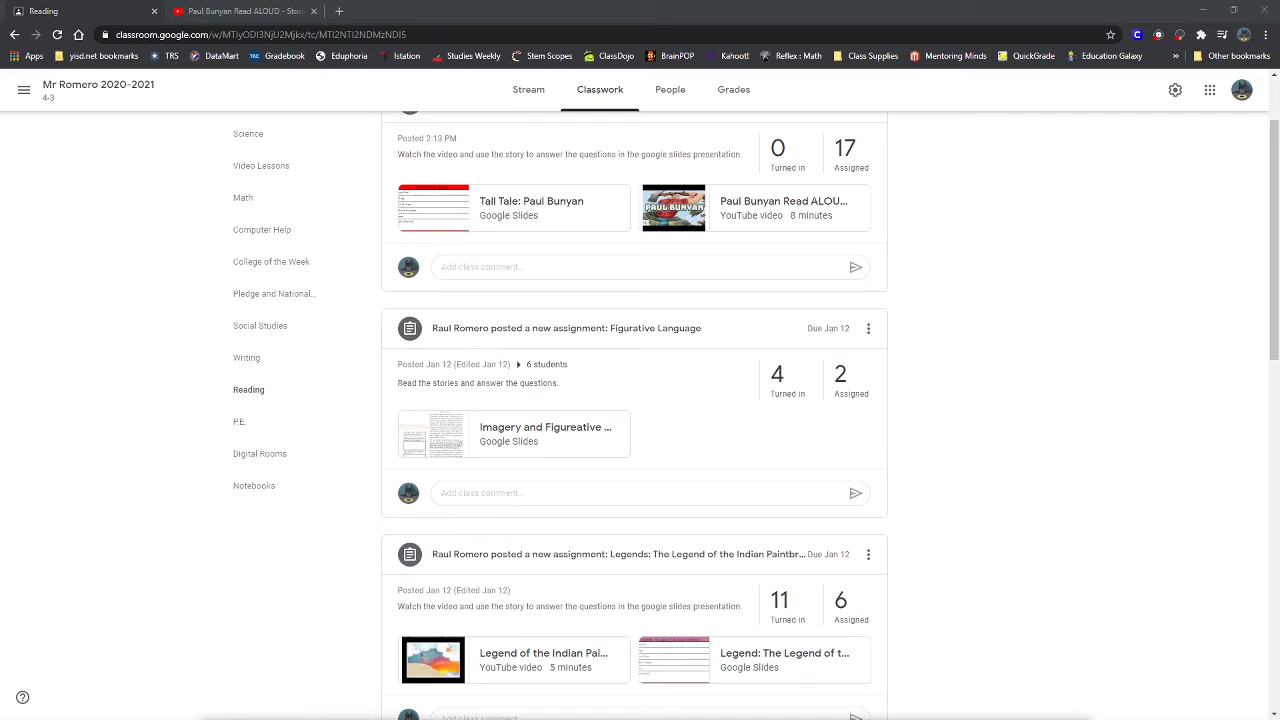 Reading
Paul Bunyan Read ALOUD - Storie
classroom.google.com/w/MTIyODI3NjU2Mjkx/tc/MTI2NTI2NDMzNDI5
Apps
yisd.net bookmarks
TRS
DataMart
Gradebook
Eduphoria
Istation
Studies Weekly
Stem Scopes
ClassDojo
BrainPOP
Kahoot!
Reflex : Math
Class Supplies
Mentoring Minds
QuickGrade
Education Galaxy
Other bookmarks
Mr Romero 2020-2021
4-3
Stream
Classwork
People
Grades
Science
Video Lessons
Math
Computer Help
College of the Week
Pledge and National...
Social Studies
Writing
Reading
P.E.
Digital Rooms
Notebooks
Posted 2:13 PM
Watch the video and use the story to answer the questions in the google slides presentation.
0
Turned in
17
Assigned
Tall Tale: Paul Bunyan
Google Slides
PAUL BUNYAN
Paul Bunyan Read ALOU...
YouTube video 8 minutes
Add class comment...
Raul Romero posted a new assignment: Figurative Language
Due Jan 12
Posted Jan 12 (Edited Jan 12)
6 students
Read the stories and answer the questions.
4
Turned in
2
Assigned
Imagery and Figureative ...
Google Slides
Add class comment...
Raul Romero posted a new assignment: Legends: The Legend of the Indian Paintbr...
Due Jan 12
Posted Jan 12 (Edited Jan 12)
Watch the video and use the story to answer the questions in the google slides presentation.
11
Turned in
6
Assigned
Legend of the Indian Pai...
YouTube video 5 minutes
Legend: The Legend of t...
Google Slides
Add class comment...